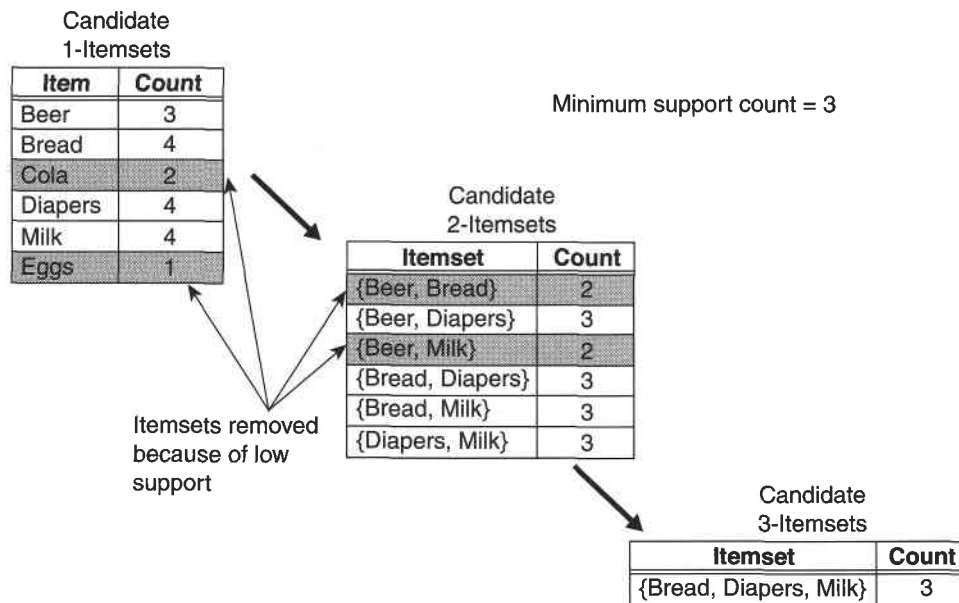 Candidate
1-Itemsets
Item Count
Beer 3
Bread 4
Cola 2
Diapers 4
Milk 4
Eggs 1
Minimum support count = 3
Candidate
2-Itemsets
Itemset Count
{Beer, Bread} 2
{Beer, Diapers} 3
{Beer, Milk} 2
{Bread, Diapers} 3
{Bread, Milk} 3
{Diapers, Milk} 3
Itemsets removed
because of low
support
Candidate
3-Itemsets
Itemset Count
{Bread, Diapers, Milk} 3